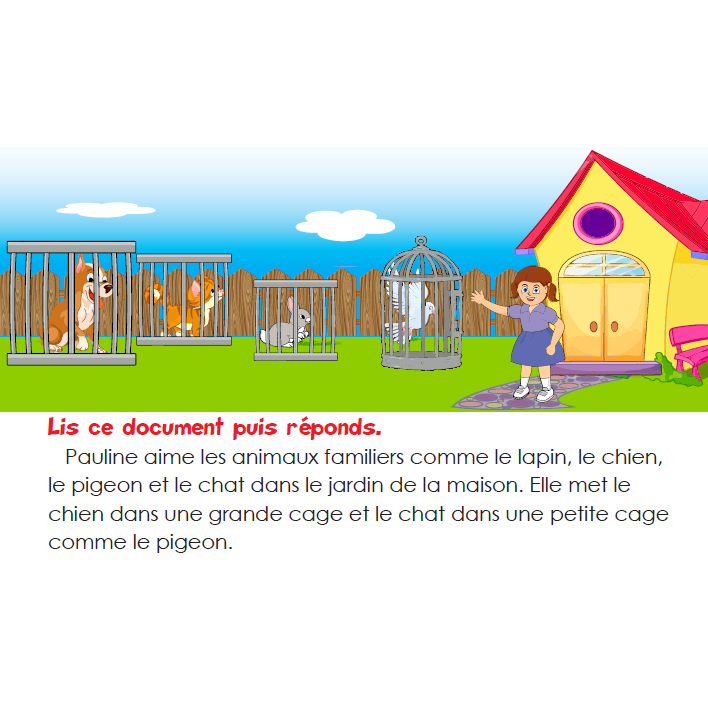 Lis ce document puis réponds.
Pauline aime les animaux familiers comme le lapin, le chien,
le pigeon et le chat dans le jardin de la maison. Elle met le
chien dans une grande cage et le chat dans une petite cage
comme le pigeon.